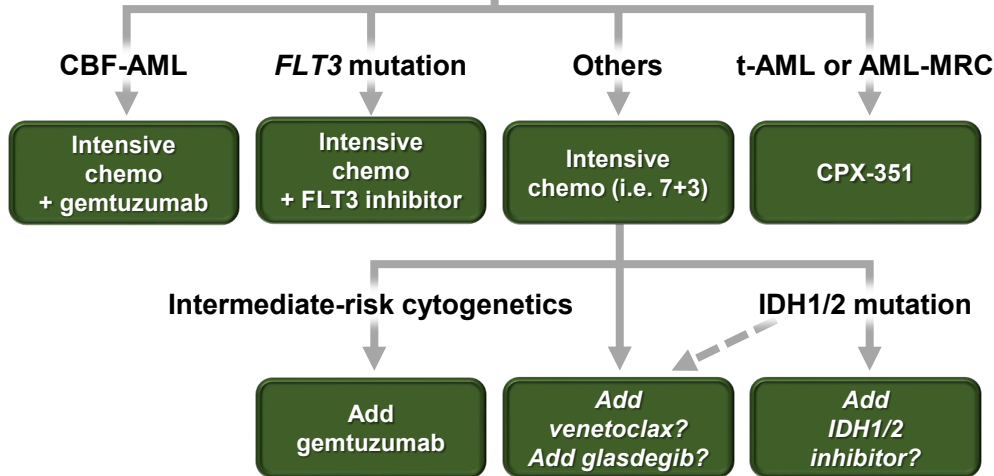 CBF-AML
FLT3 mutation
Others
t-AML or AML-MRC
Intensive
chemo
+ gemtuzumab
Intensive
chemo
+ FLT3 inhibitor
Intensive
chemo (i.e. 7+3)
CPX-351
Intermediate-risk cytogenetics
IDH1/2 mutation
Add
gemtuzumab
Add
venetoclax?
Add glasdegib?
Add
IDH1/2
inhibitor?